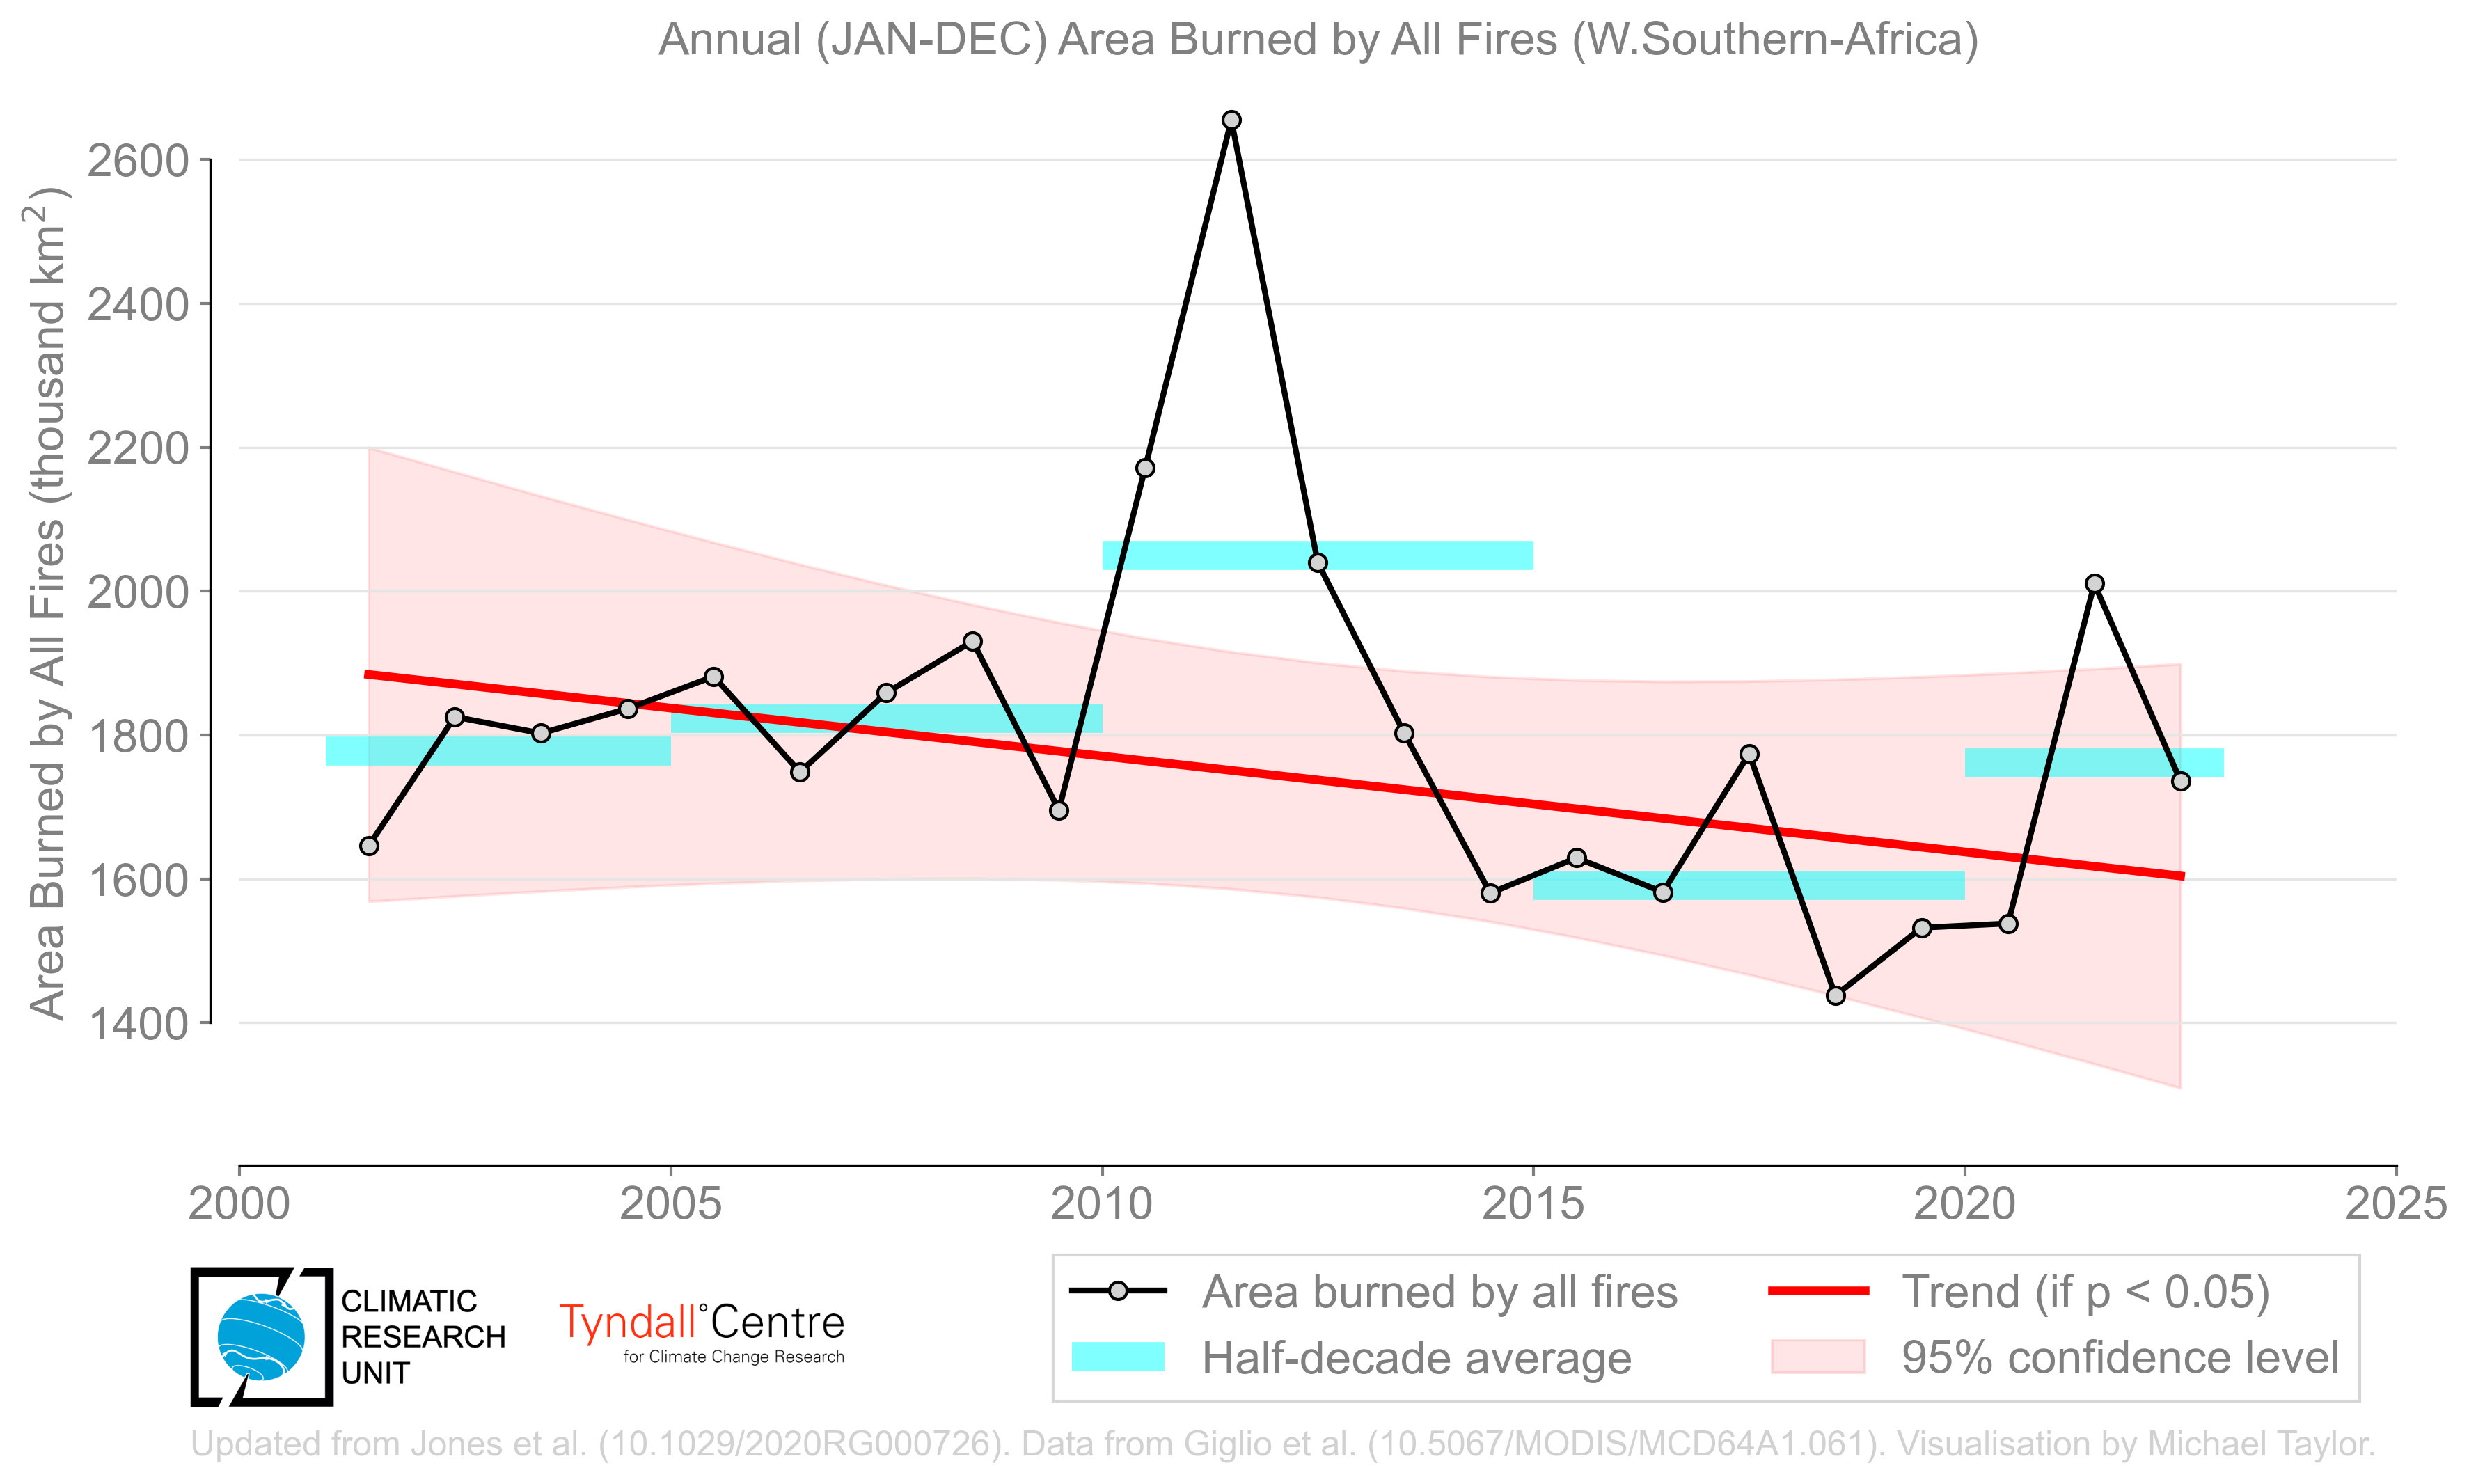 Annual (JAN-DEC) Area Burned by All Fires (W.Southern-Africa)
Area Burned by All Fires (thousand km²)
2600
2400
2200
2000
1800
1600
1400
2000 2005 2010 2015 2020 2025
CLIMATIC
RESEARCH
UNIT
Tyndall°Centre
for Climate Change Research
Area burned by all fires
Half-decade average
Trend (if p < 0.05)
95% confidence level
Updated from Jones et al. (10.1029/2020RG000726). Data from Giglio et al. (10.5067/MODIS/MCD64A1.061). Visualisation by Michael Taylor.